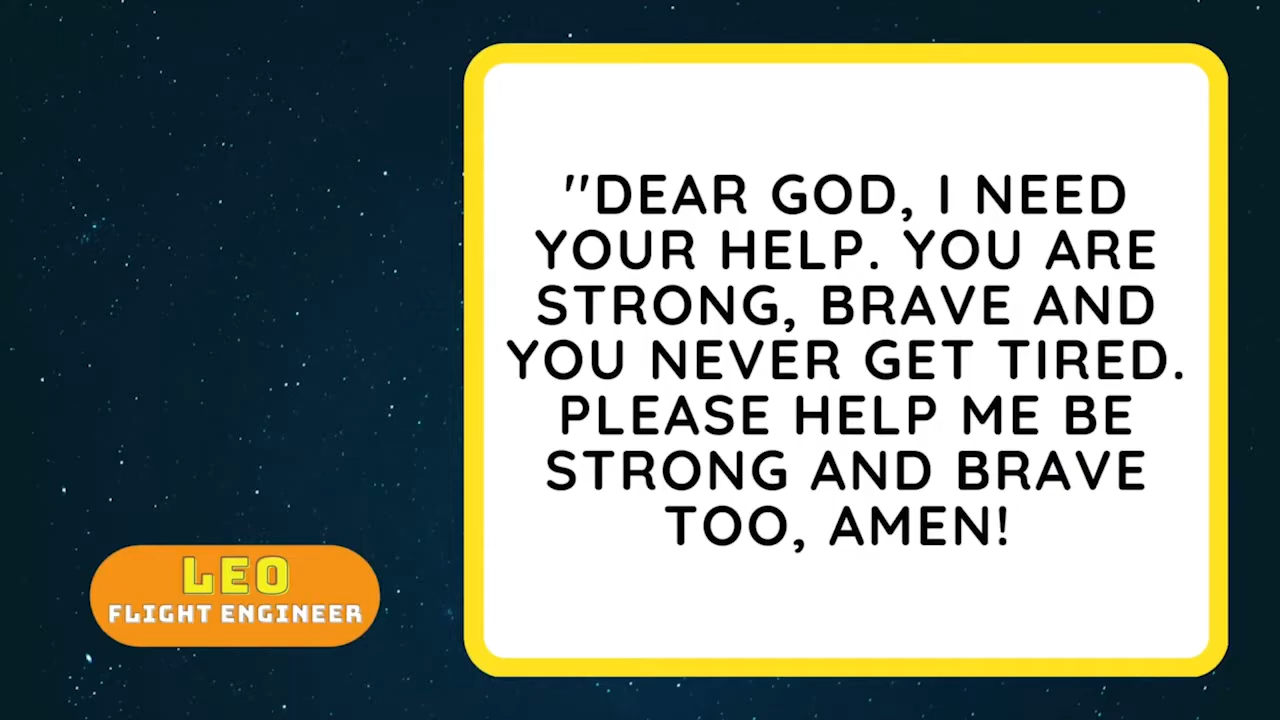 "DEAR GOD, I NEED
YOUR HELP. YOU ARE
STRONG, BRAVE AND
YOU NEVER GET TIRED.
PLEASE HELP ME BE
STRONG AND BRAVE
TOO, AMEN!
LEO
FLIGHT ENGINEER